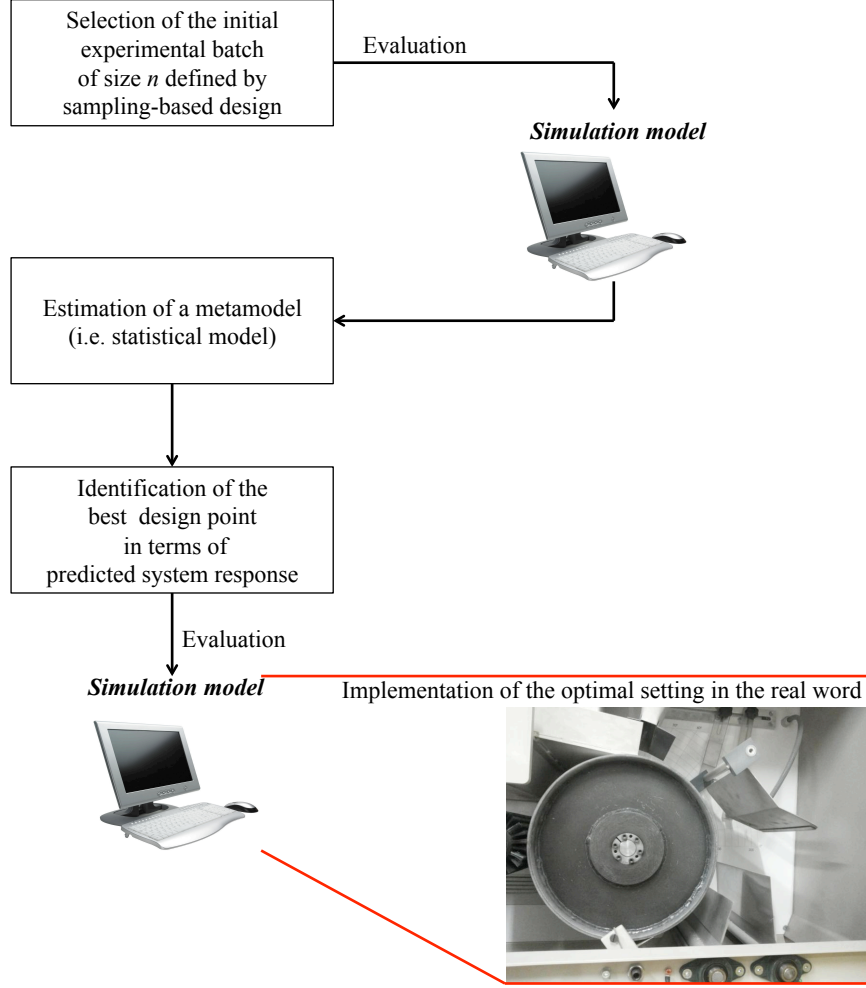 Selection of the initial
experimental batch
of size n defined by
sampling-based design
Evaluation
Simulation model
Estimation of a metamodel
(i.e. statistical model)
Identification of the
best design point
in terms of
predicted system response
Evaluation
Simulation model
Implementation of the optimal setting in the real word